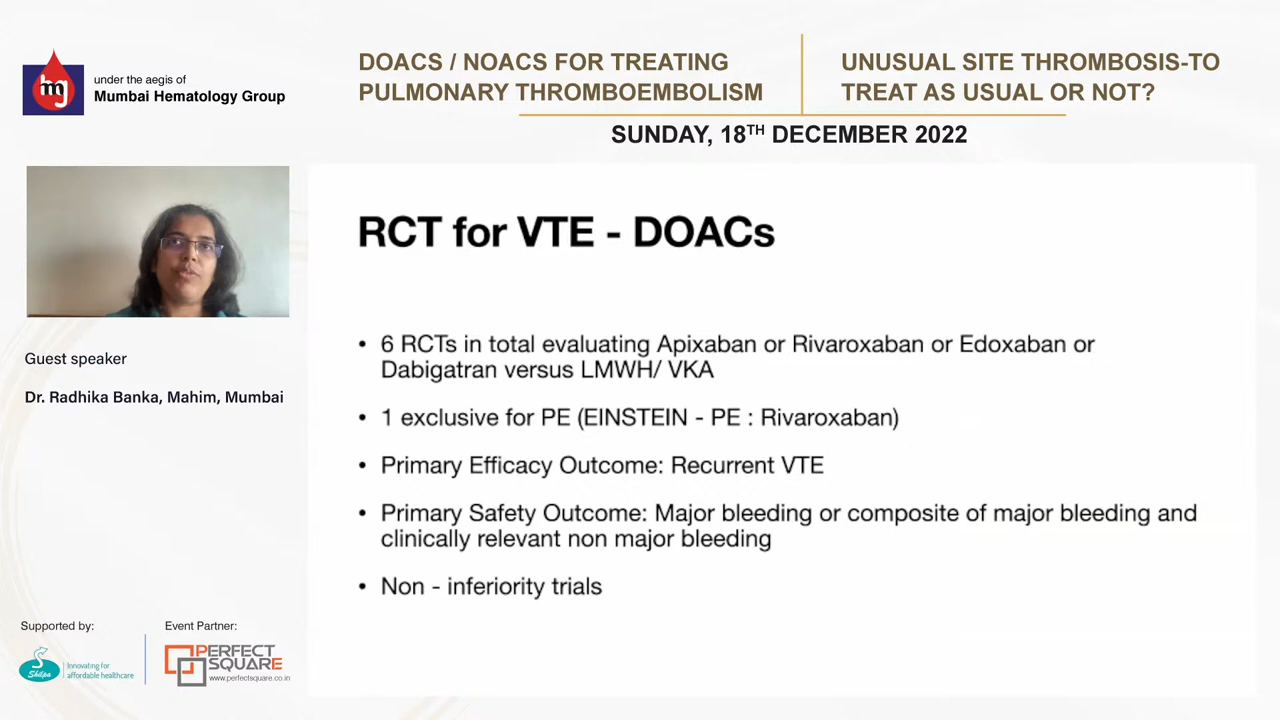 mg
under the aegis of
Mumbai Hematology Group
DOACS / NOACS FOR TREATING
PULMONARY THROMBOEMBOLISM
UNUSUAL SITE THROMBOSIS-TO
TREAT AS USUAL OR NOT?
SUNDAY, 18TH DECEMBER 2022
Guest speaker
Dr. Radhika Banka, Mahim, Mumbai
RCT for VTE - DOACs
• 6 RCTs in total evaluating Apixaban or Rivaroxaban or Edoxaban or
Dabigatran versus LMWH/ VKA
• 1 exclusive for PE (EINSTEIN - PE : Rivaroxaban)
• Primary Efficacy Outcome: Recurrent VTE
• Primary Safety Outcome: Major bleeding or composite of major bleeding and
clinically relevant non major bleeding
• Non - inferiority trials
Supported by:
Shilpa
Innovating for
affordable healthcare
Event Partner:
PERFECT
SQUARE
www.perfectsquare.co.in